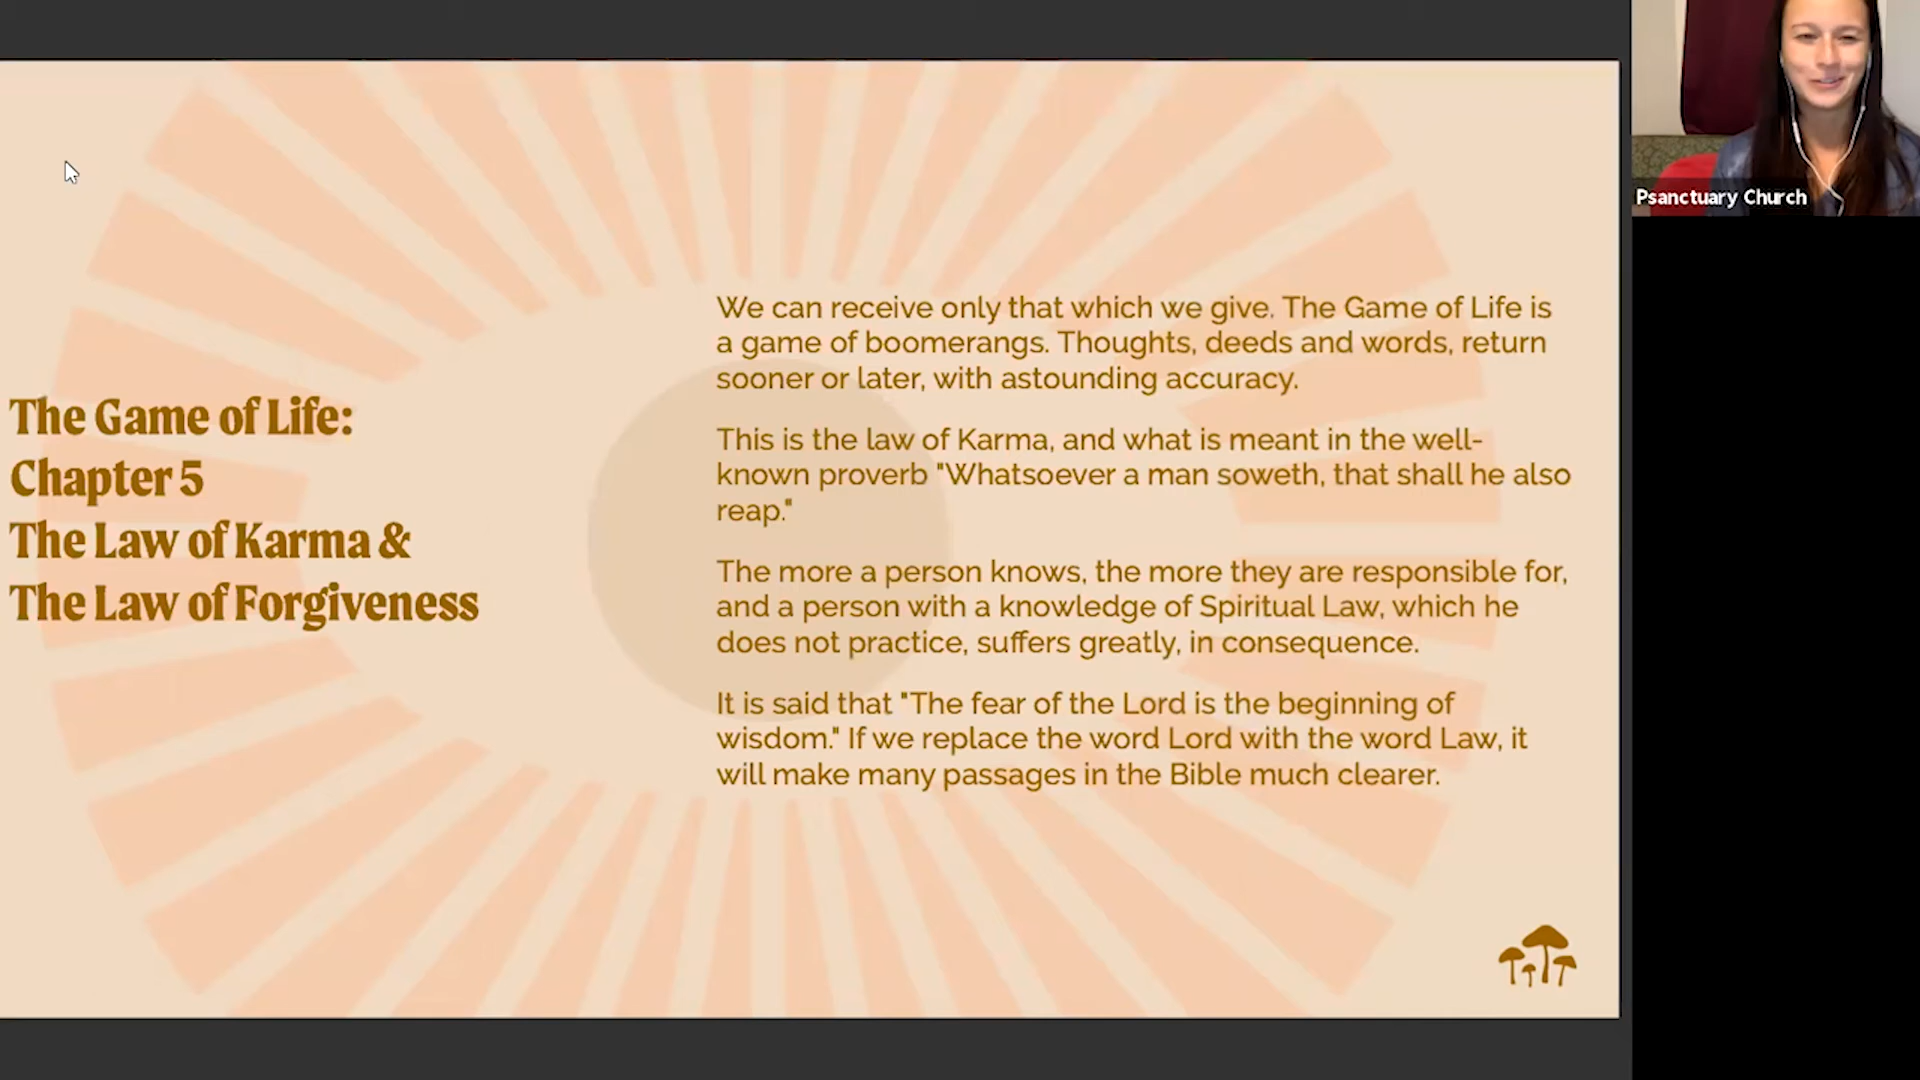 The Game of Life:
Chapter 5
The Law of Karma &
The Law of Forgiveness
We can receive only that which we give. The Game of Life is
a game of boomerangs. Thoughts, deeds and words, return
sooner or later, with astounding accuracy.
This is the law of Karma, and what is meant in the well-
known proverb "Whatsoever a man soweth, that shall he also
reap."
The more a person knows, the more they are responsible for,
and a person with a knowledge of Spiritual Law, which he
does not practice, suffers greatly, in consequence.
It is said that "The fear of the Lord is the beginning of
wisdom." If we replace the word Lord with the word Law, it
will make many passages in the Bible much clearer.
Psanctuary Church